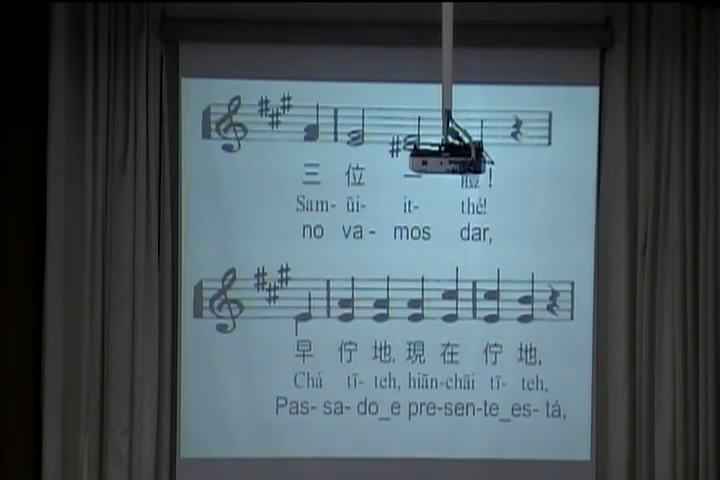 三 位 一 體!
Sam- ūi- it- thé!
no va- mos dar,
早 佇 地, 現 在 佇 地,
Chá tī- teh, hiān-chāi tī- teh,
Pas- sa- do_e pre-sen-te_es- tá,